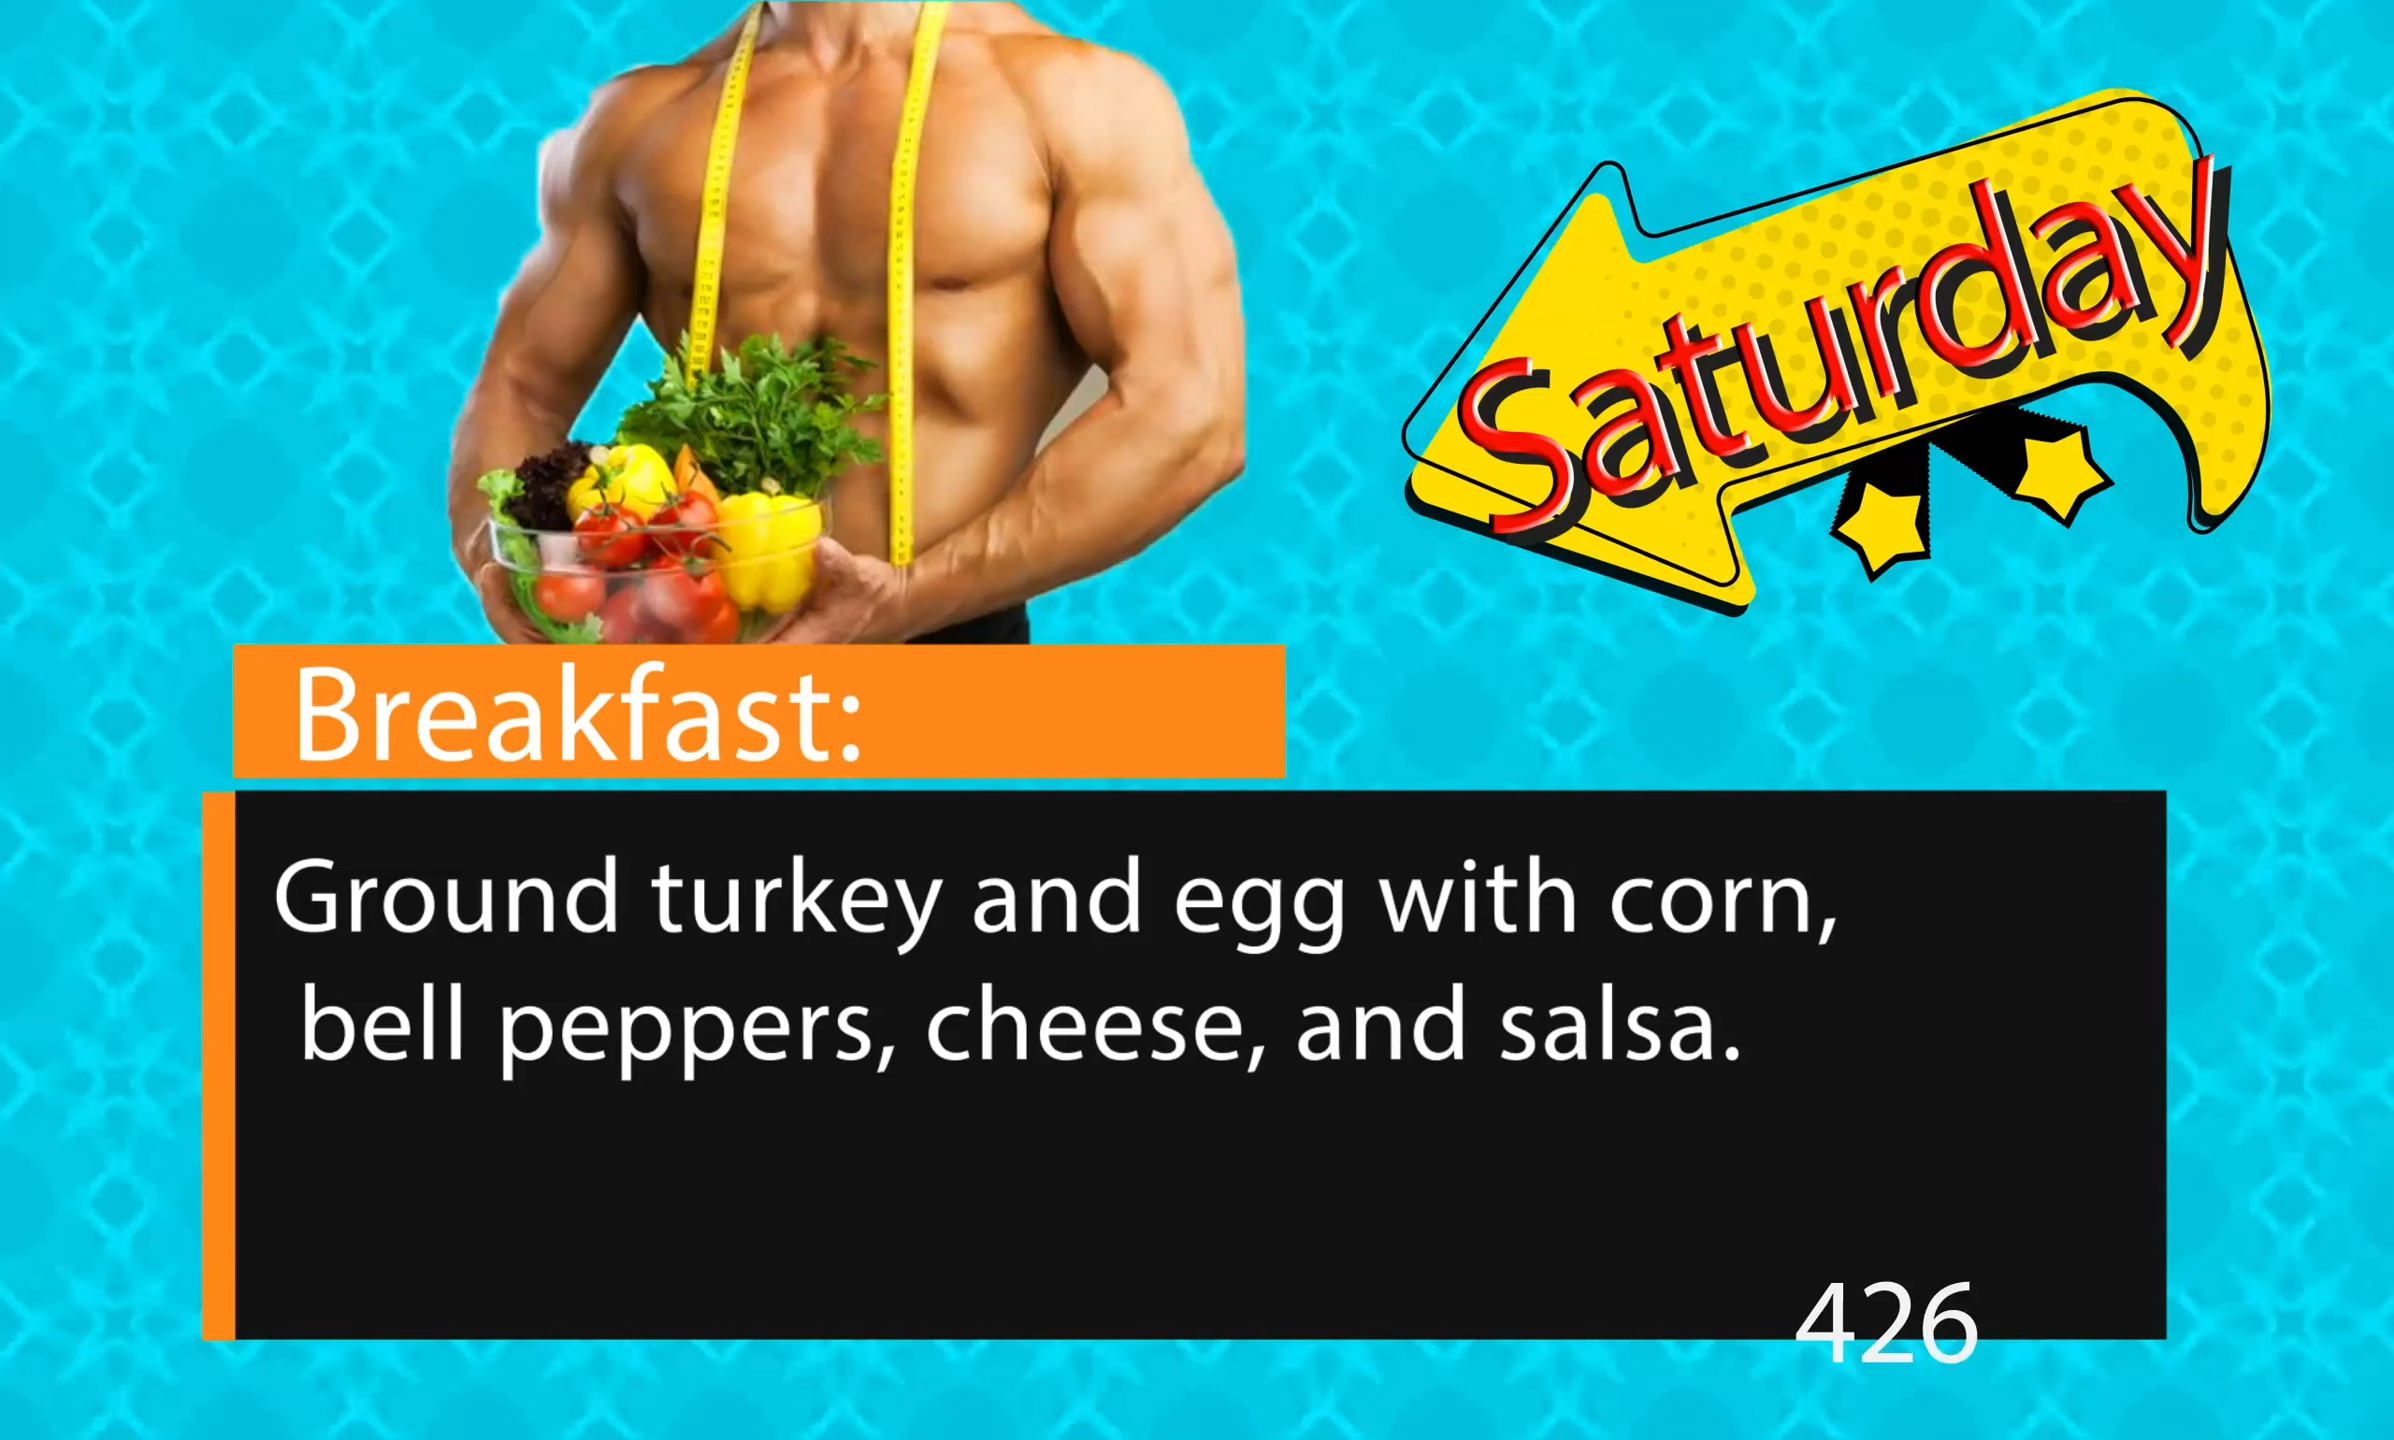 Saturday
Breakfast:
Ground turkey and egg with corn,
bell peppers, cheese, and salsa.
426